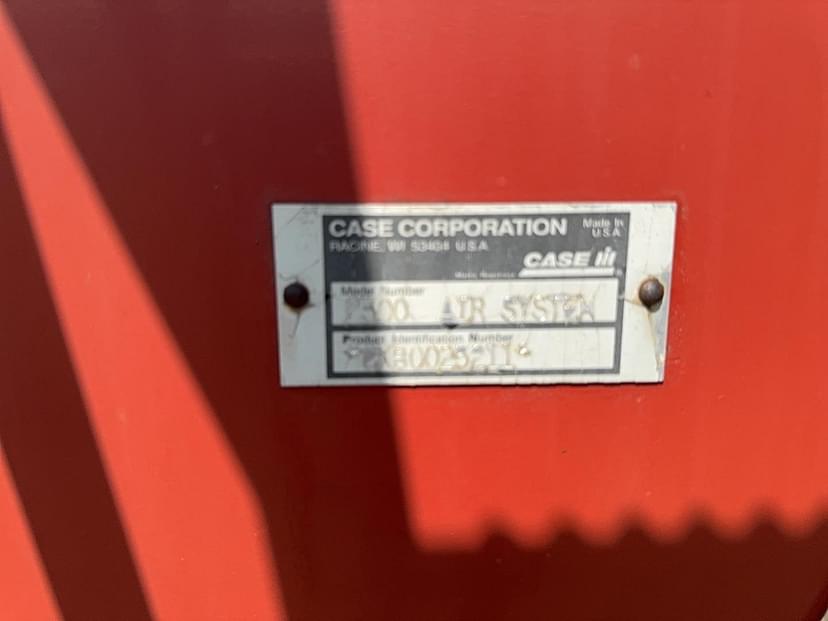 CASE CORPORATION
Made In
U.S.A.
RACINE, WI 53404 U.S.A.
CASE IH
Model Number
AIR SYSTEM
Product Identification Number